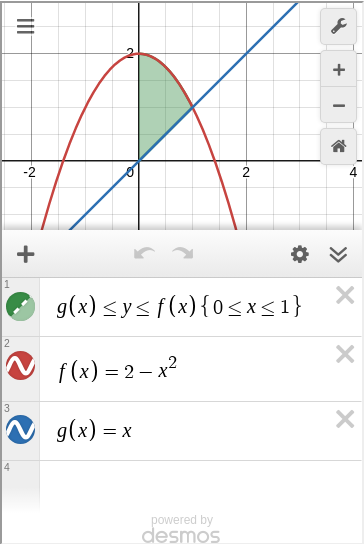 2
-2
0
2
4
1
g(x) ≤ y ≤ f(x) {0 ≤ x ≤ 1}
2
f(x) = 2 − x²
3
g(x) = x
4
powered by
desmos